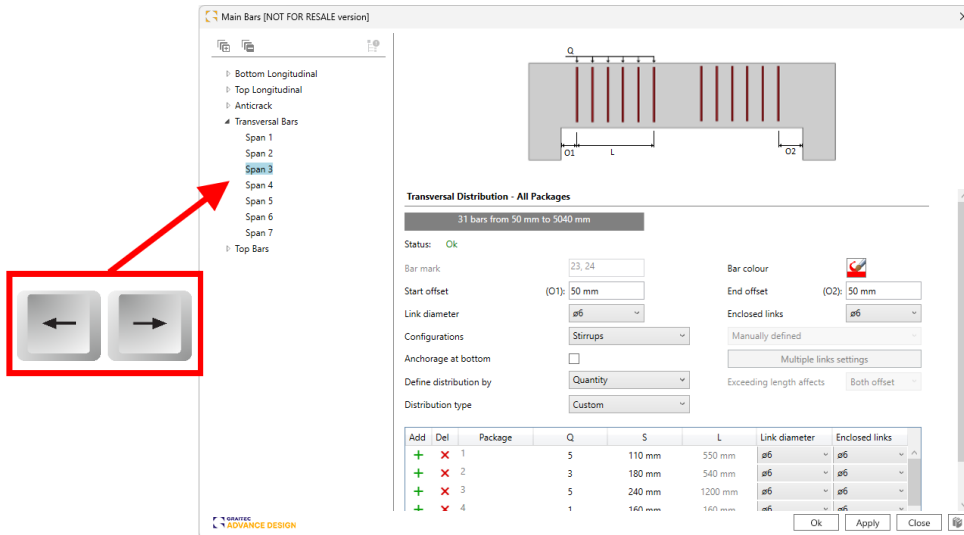 Main Bars [NOT FOR RESALE version]
Bottom Longitudinal
Top Longitudinal
Anticrack
Transversal Bars
Span 1
Span 2
Span 3
Span 4
Span 5
Span 6
Span 7
Top Bars
Q
O1 L O2
Transversal Distribution - All Packages
31 bars from 50 mm to 5040 mm
Status: Ok
Bar mark 23, 24 Bar colour
Start offset (O1): 50 mm End offset (O2): 50 mm
Link diameter ø6 Enclosed links ø6
Configurations Stirrups Manually defined
Anchorage at bottom Multiple links settings
Define distribution by Quantity Exceeding length affects Both offset
Distribution type Custom
Add Del Package Q S L Link diameter Enclosed links
1 5 110 mm 550 mm ø6 ø6
2 3 180 mm 540 mm ø6 ø6
3 5 240 mm 1200 mm ø6 ø6
4 1 160 mm 160 mm ø6 ø6
GRAITEC
ADVANCE DESIGN
Ok Apply Close